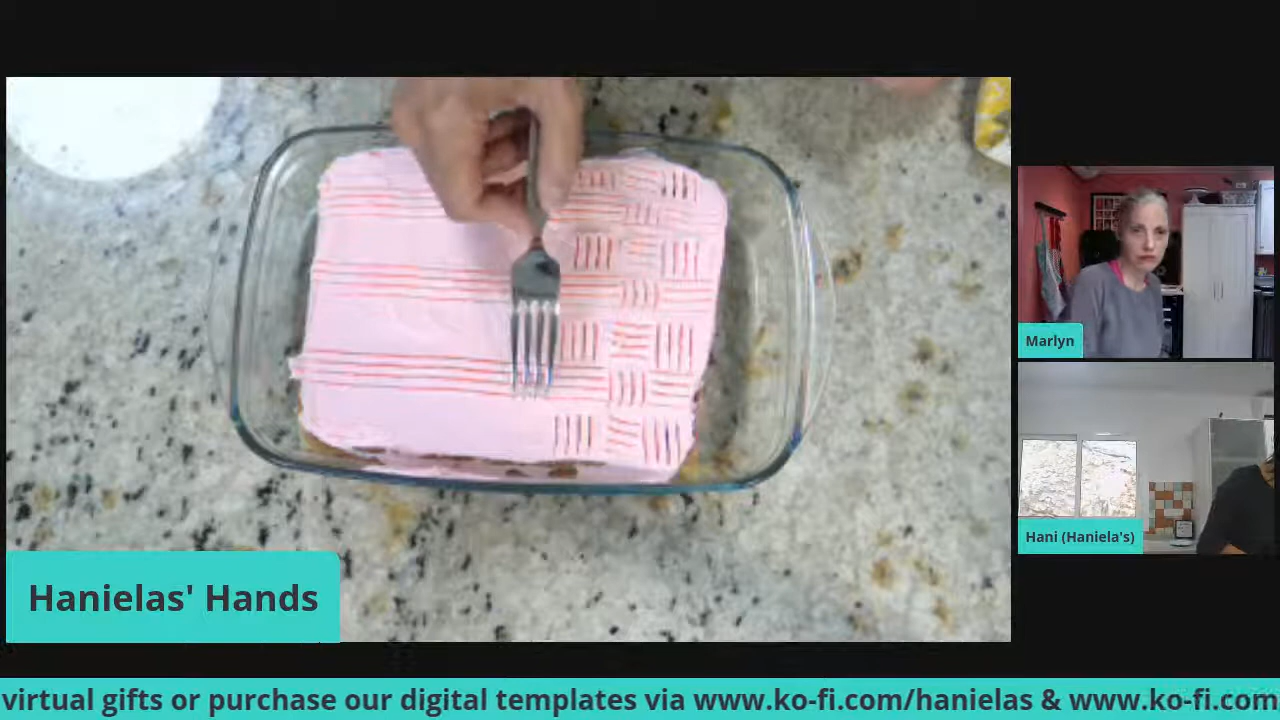 Marlyn
Hani (Haniela's)
Hanielas' Hands
virtual gifts or purchase our digital templates via www.ko-fi.com/hanielas & www.ko-fi.com